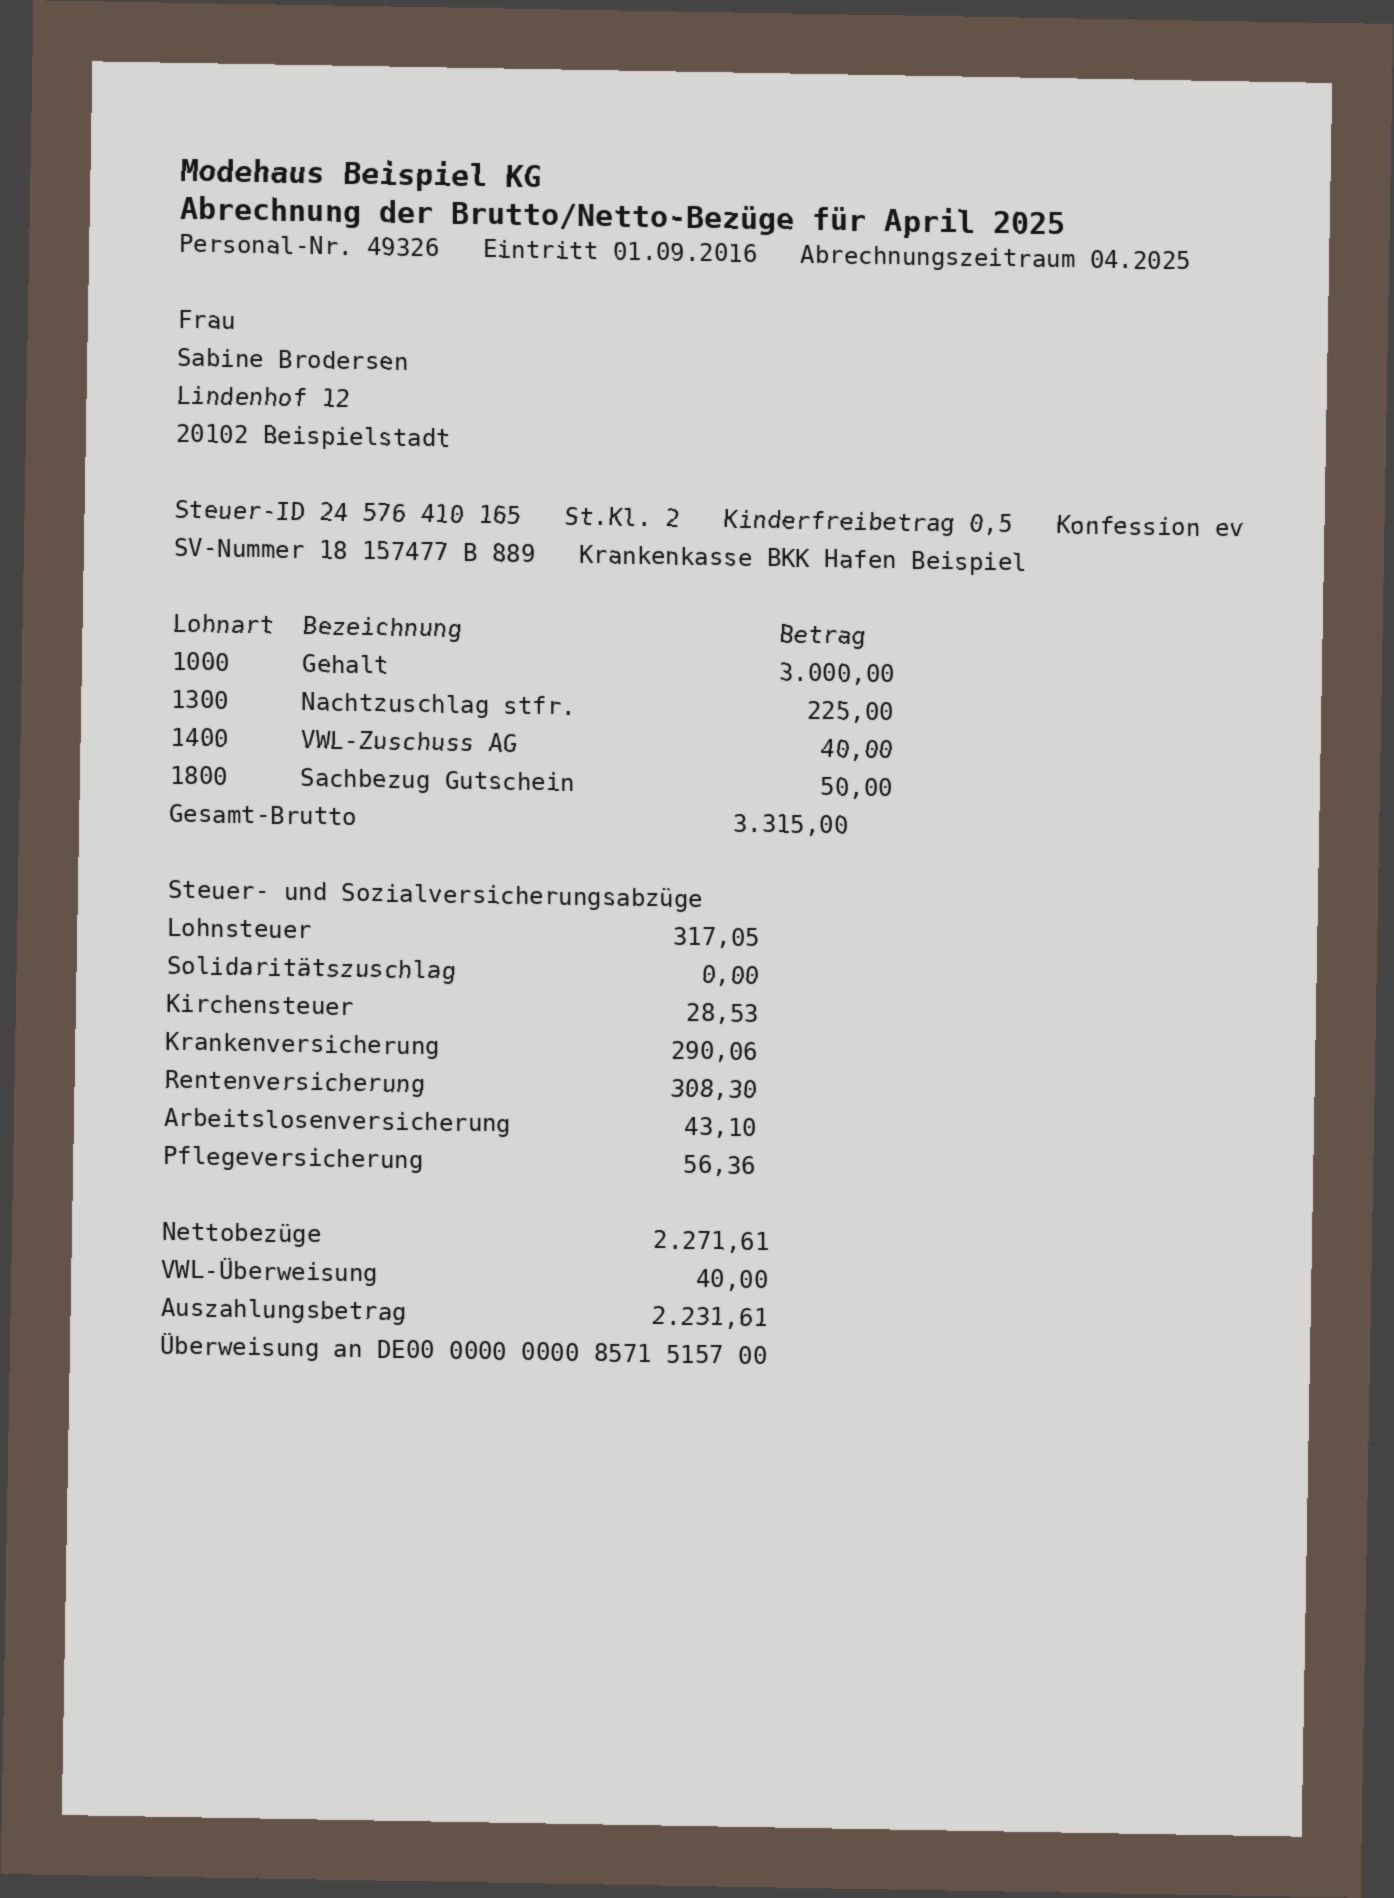 Modehaus Beispiel KG
Abrechnung der Brutto/Netto-Bezüge für April 2025
Personal-Nr. 49326   Eintritt 01.09.2016   Abrechnungszeitraum 04.2025
Frau
Sabine Brodersen
Lindenhof 12
20102 Beispielstadt
Steuer-ID 24 576 410 165   St.Kl. 2   Kinderfreibetrag 0,5   Konfession ev
SV-Nummer 18 157477 B 889   Krankenkasse BKK Hafen Beispiel
Lohnart  Bezeichnung   Betrag
1000   Gehalt   3.000,00
1300   Nachtzuschlag stfr.   225,00
1400   VWL-Zuschuss AG   40,00
1800   Sachbezug Gutschein   50,00
Gesamt-Brutto   3.315,00
Steuer- und Sozialversicherungsabzüge
Lohnsteuer   317,05
Solidaritätszuschlag   0,00
Kirchensteuer   28,53
Krankenversicherung   290,06
Rentenversicherung   308,30
Arbeitslosenversicherung   43,10
Pflegeversicherung   56,36
Nettobezüge   2.271,61
VWL-Überweisung   40,00
Auszahlungsbetrag   2.231,61
Überweisung an DE00 0000 0000 8571 5157 00